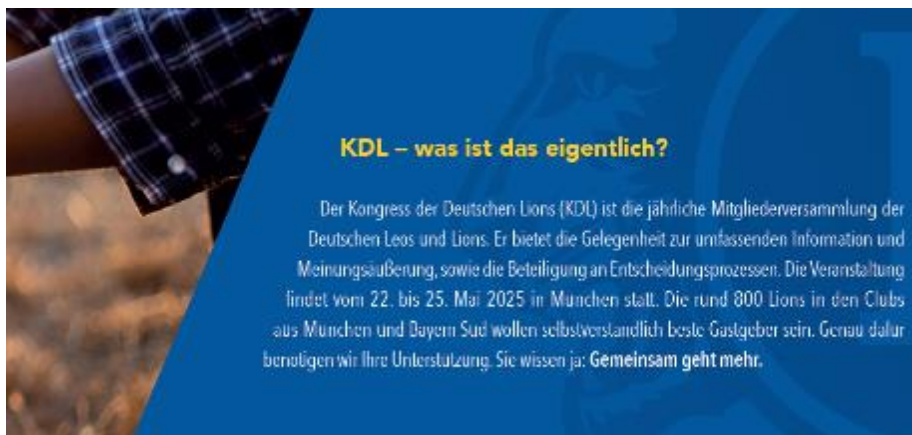 KDL – was ist das eigentlich?
Der Kongress der Deutschen Lions (KDL) ist die jährliche Mitgliederversammlung der
Deutschen Leos und Lions. Er bietet die Gelegenheit zur umfassenden Information und
Meinungsäußerung, sowie die Beteiligung an Entscheidungsprozessen. Die Veranstaltung
findet vom 22. bis 25. Mai 2025 in München statt. Die rund 800 Lions in den Clubs
aus München und Bayern Süd wollen selbstverständlich beste Gastgeber sein. Genau dafür
benötigen wir Ihre Unterstützung. Sie wissen ja: Gemeinsam geht mehr.